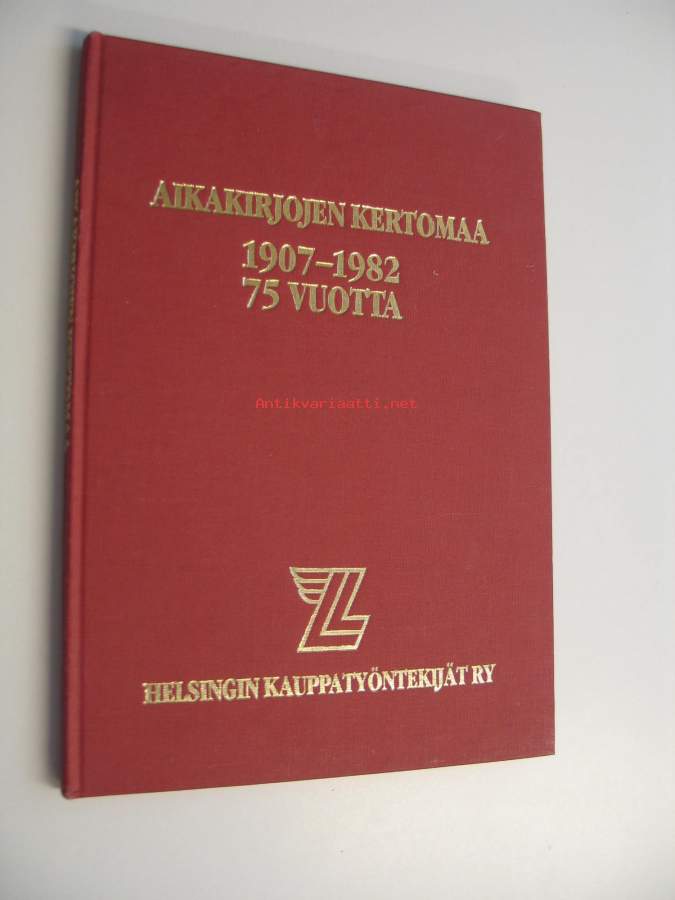 AIKAKIRJOJEN KERTOMAA
1907–1982
75 VUOTTA
Antikvariaatti.net
HELSINGIN KAUPPATYÖNTEKIJÄT RY